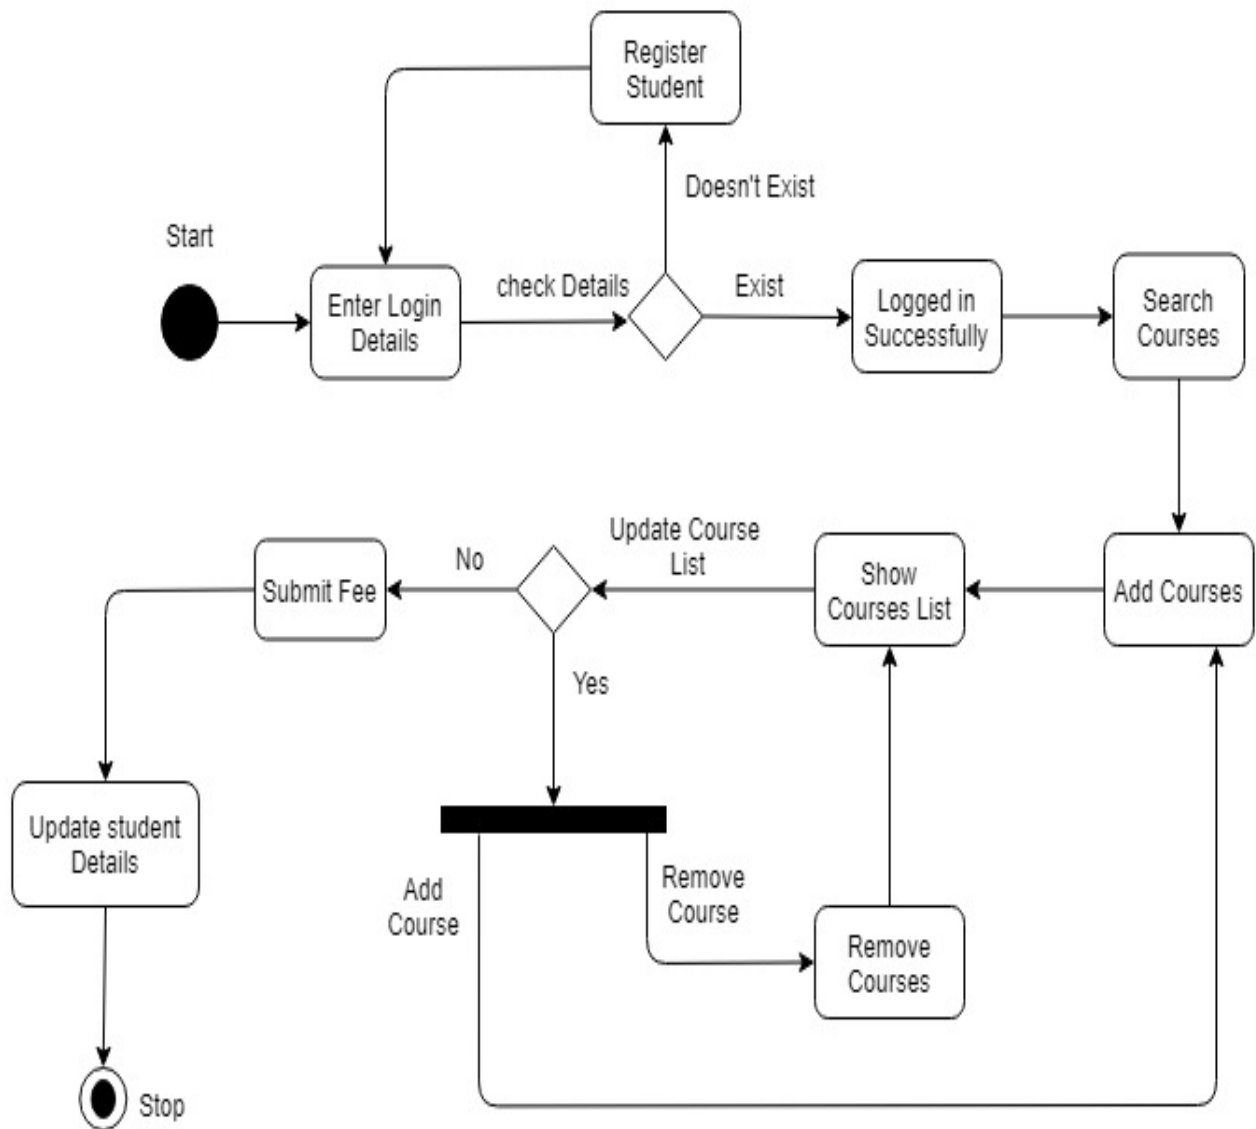 Register
Student
Doesn't Exist
Start
Enter Login
Details
check Details
Exist
Logged in
Successfully
Search
Courses
Submit Fee
No
Update Course
List
Show
Courses List
Add Courses
Yes
Update student
Details
Add
Course
Remove
Course
Remove
Courses
Stop